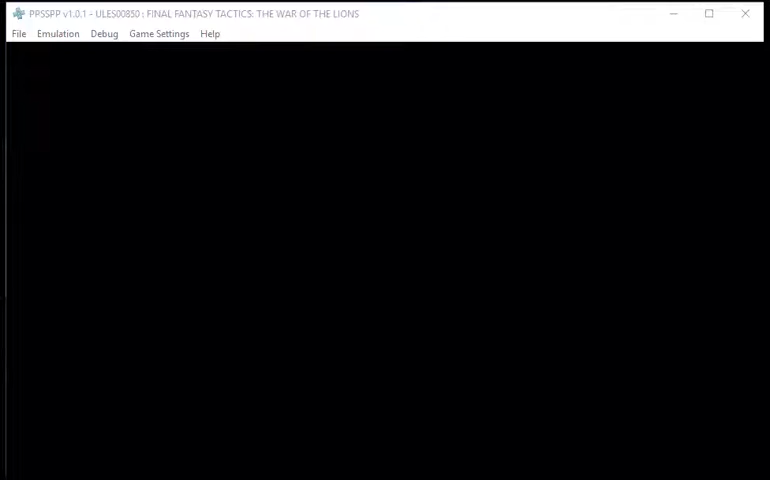 PPSSPP v1.0.1 - ULES00850 : FINAL FANTASY TACTICS: THE WAR OF THE LIONS
File Emulation Debug Game Settings Help